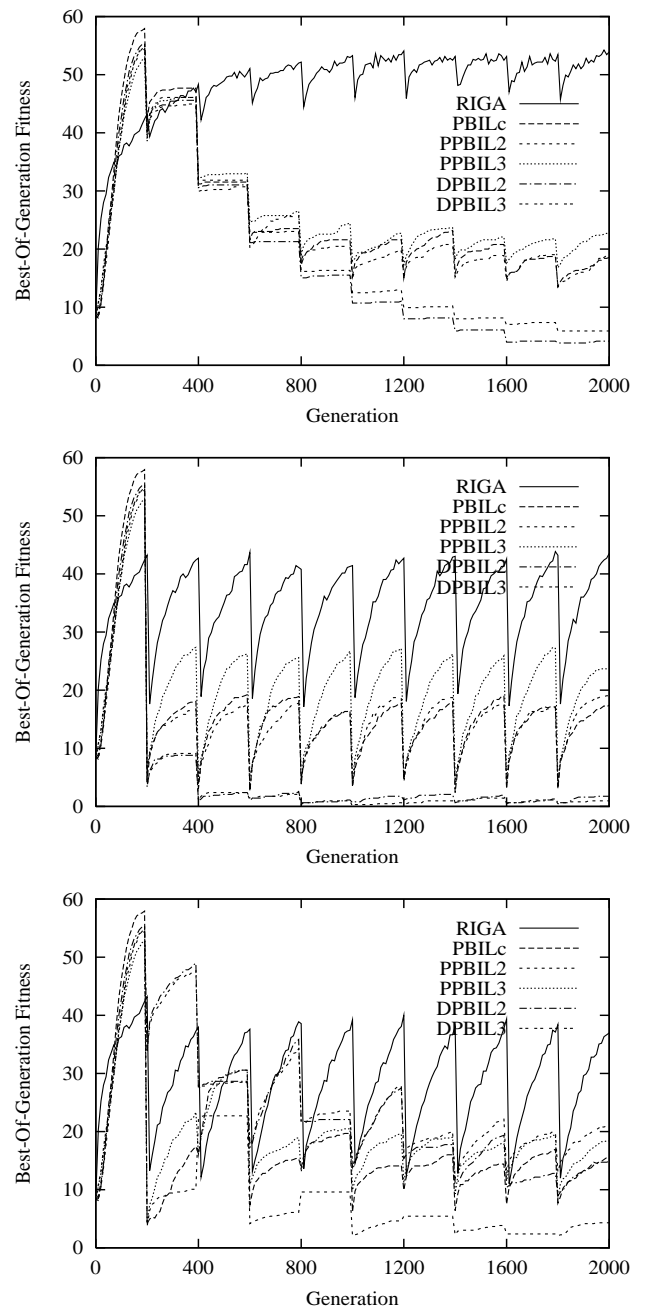 60
50
40
30
20
10
0
Best-Of-Generation Fitness
RIGA
PBILc
PPBIL2
PPBIL3
DPBIL2
DPBIL3
0 400 800 1200 1600 2000
Generation
60
50
40
30
20
10
0
Best-Of-Generation Fitness
RIGA
PBILc
PPBIL2
PPBIL3
DPBIL2
DPBIL3
0 400 800 1200 1600 2000
Generation
60
50
40
30
20
10
0
Best-Of-Generation Fitness
RIGA
PBILc
PPBIL2
PPBIL3
DPBIL2
DPBIL3
0 400 800 1200 1600 2000
Generation